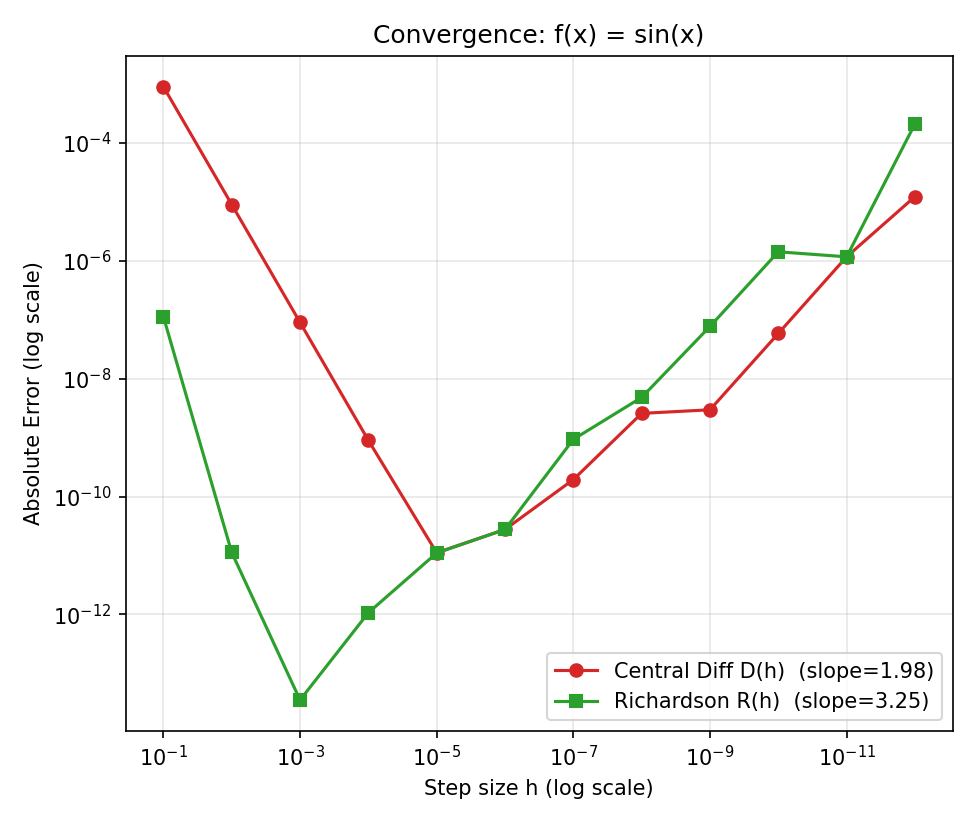 Convergence: f(x) = sin(x)
Absolute Error (log scale)
10⁻⁴
10⁻⁶
10⁻⁸
10⁻¹⁰
10⁻¹²
Central Diff D(h)  (slope=1.98)
Richardson R(h)  (slope=3.25)
10⁻¹ 10⁻³ 10⁻⁵ 10⁻⁷ 10⁻⁹ 10⁻¹¹
Step size h (log scale)